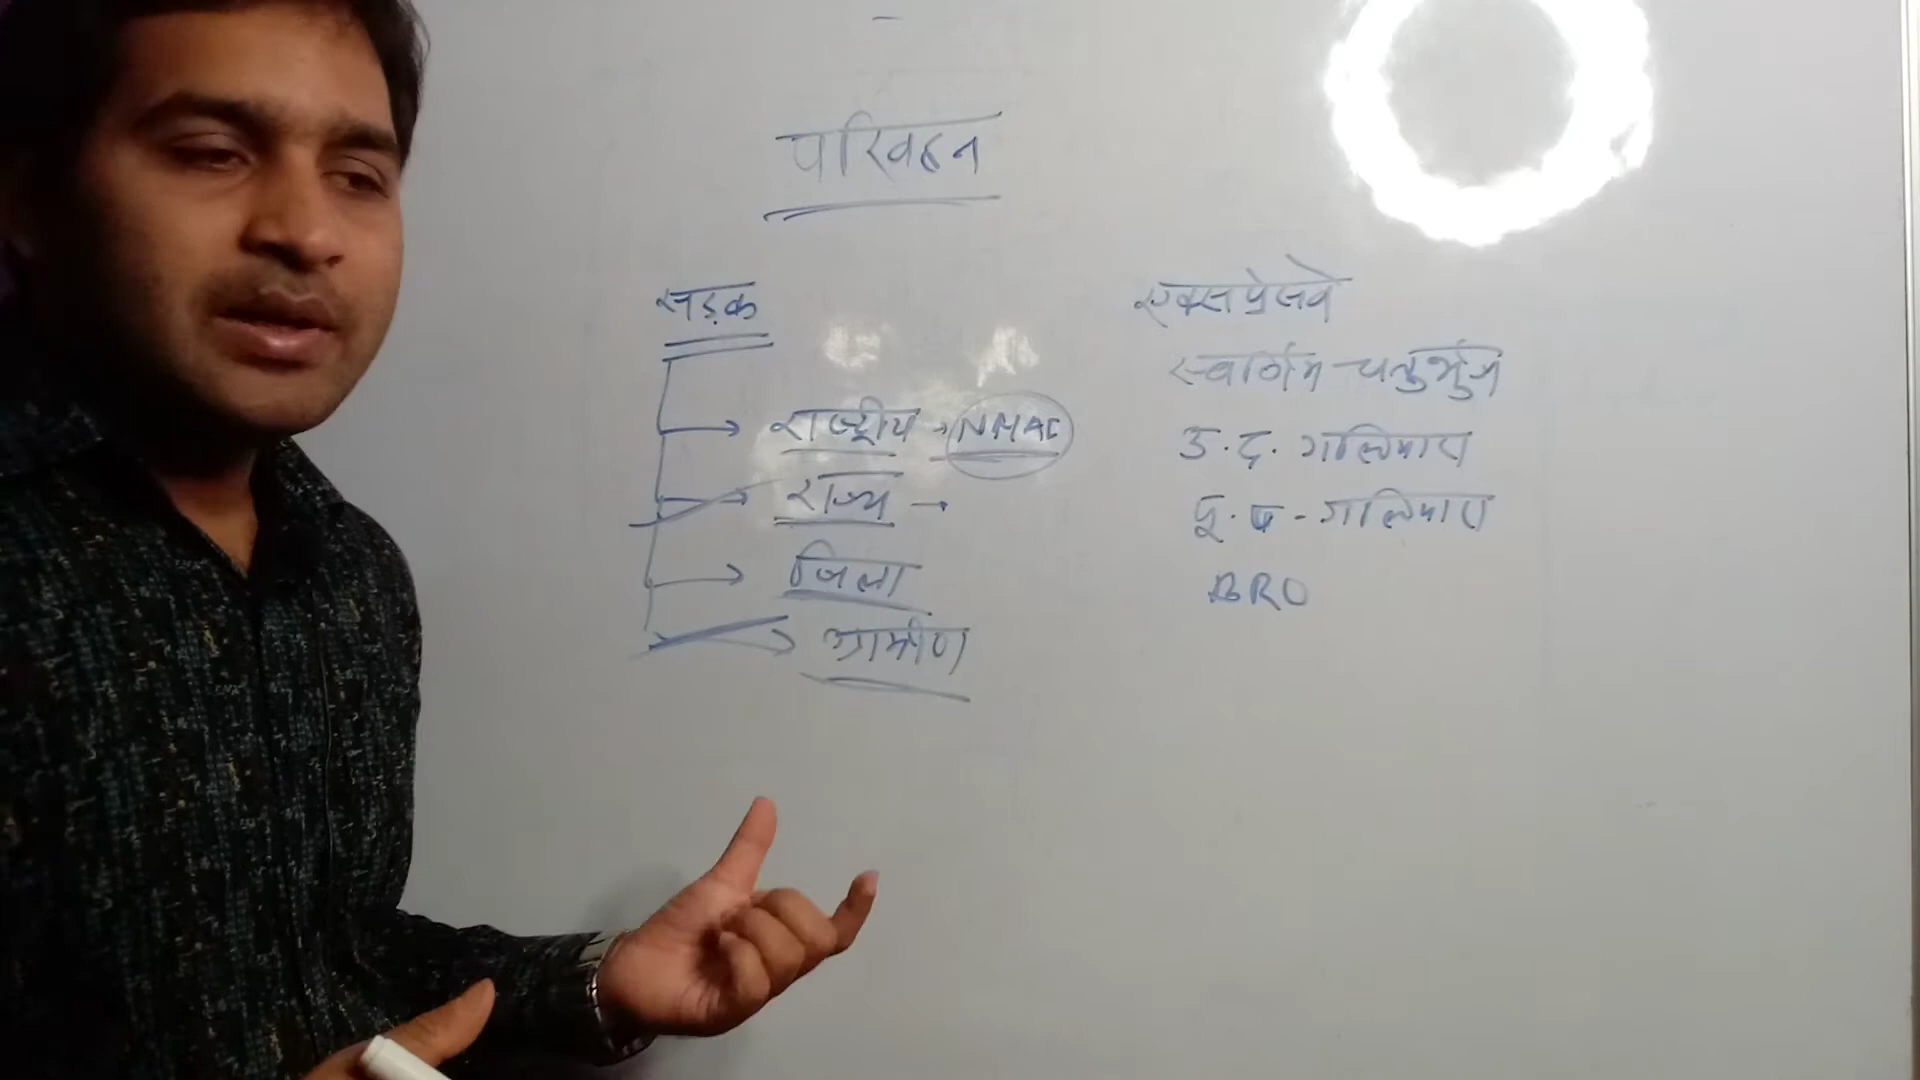 परिवहन
सड़क
राष्ट्रीय → NHAI
राज्य →
जिला
ग्रामीण
एक्सप्रेसवे
स्वर्णिम चतुर्भुज
उ.द. गलियारा
पू.प - गलियारा
BRO